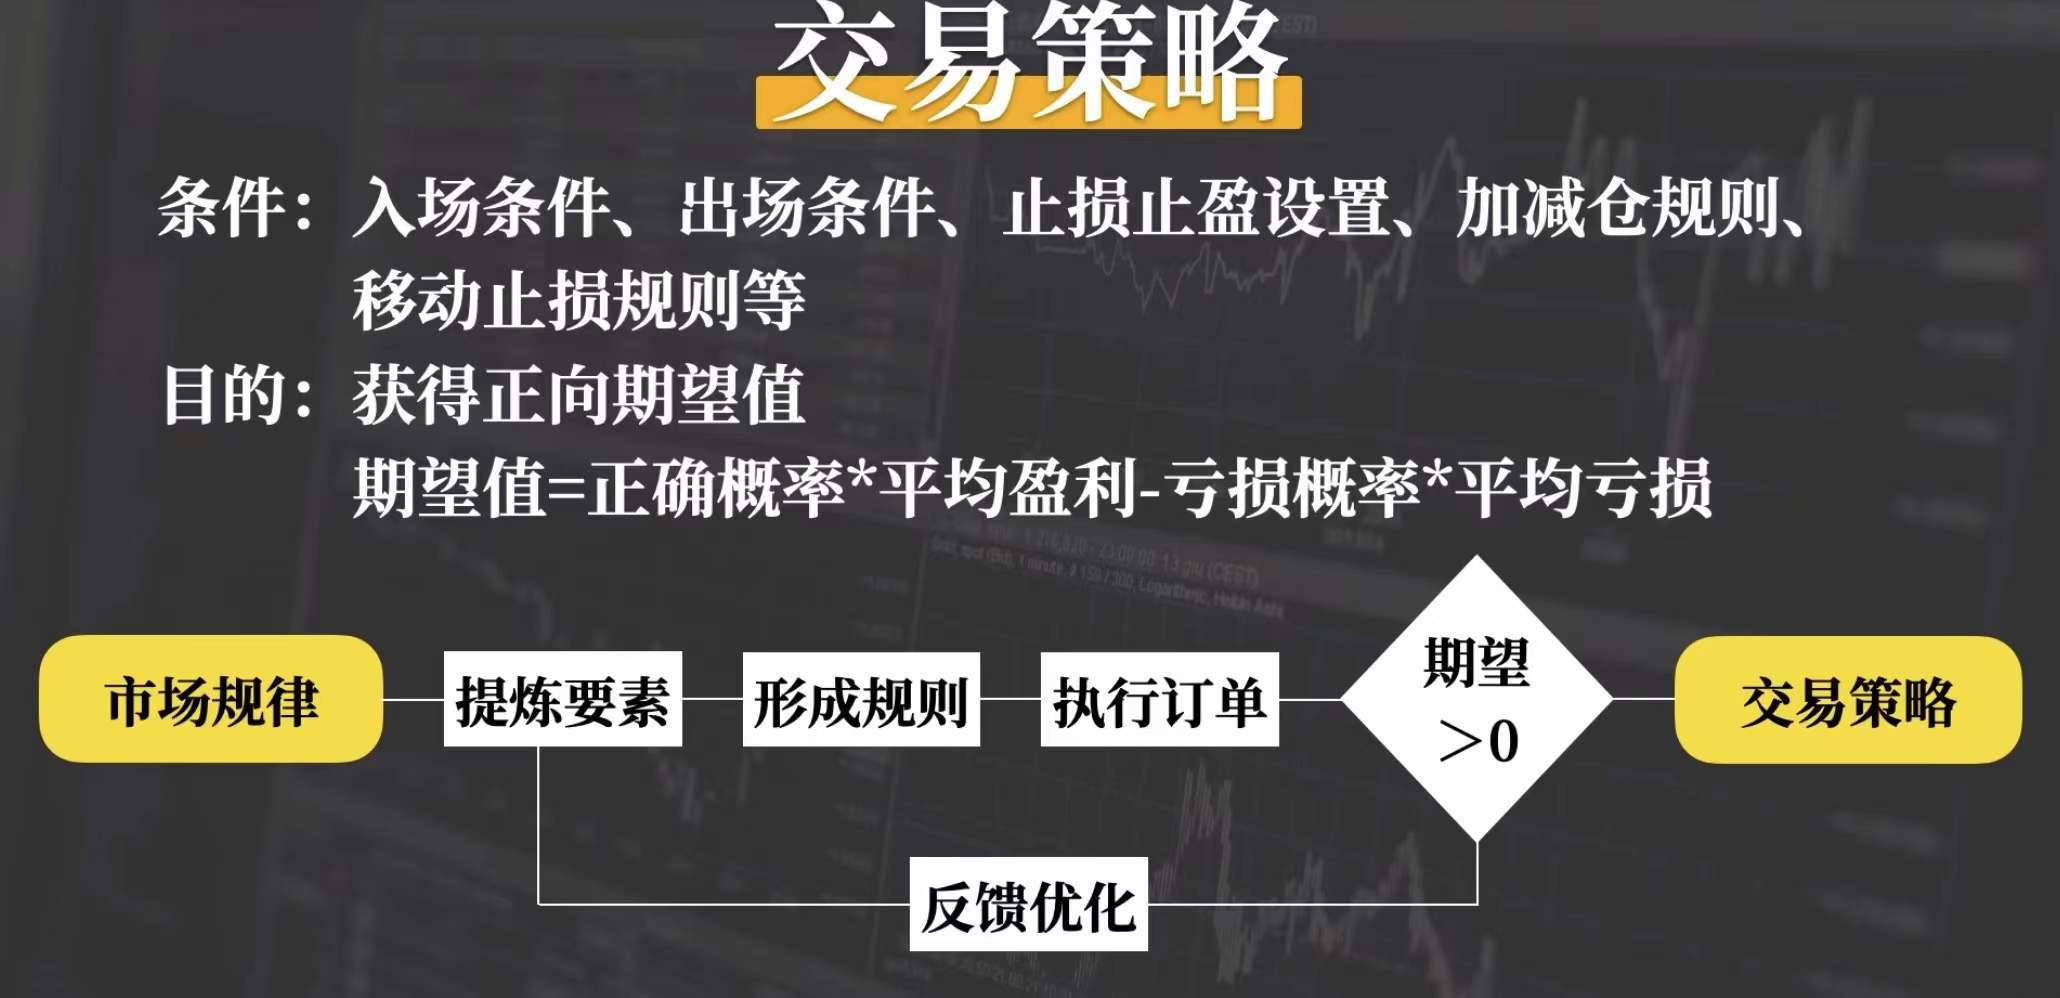 交易策略
条件：入场条件、出场条件、止损止盈设置、加减仓规则、
移动止损规则等
目的：获得正向期望值
期望值=正确概率*平均盈利-亏损概率*平均亏损
市场规律
提炼要素
形成规则
执行订单
期望
＞0
交易策略
反馈优化